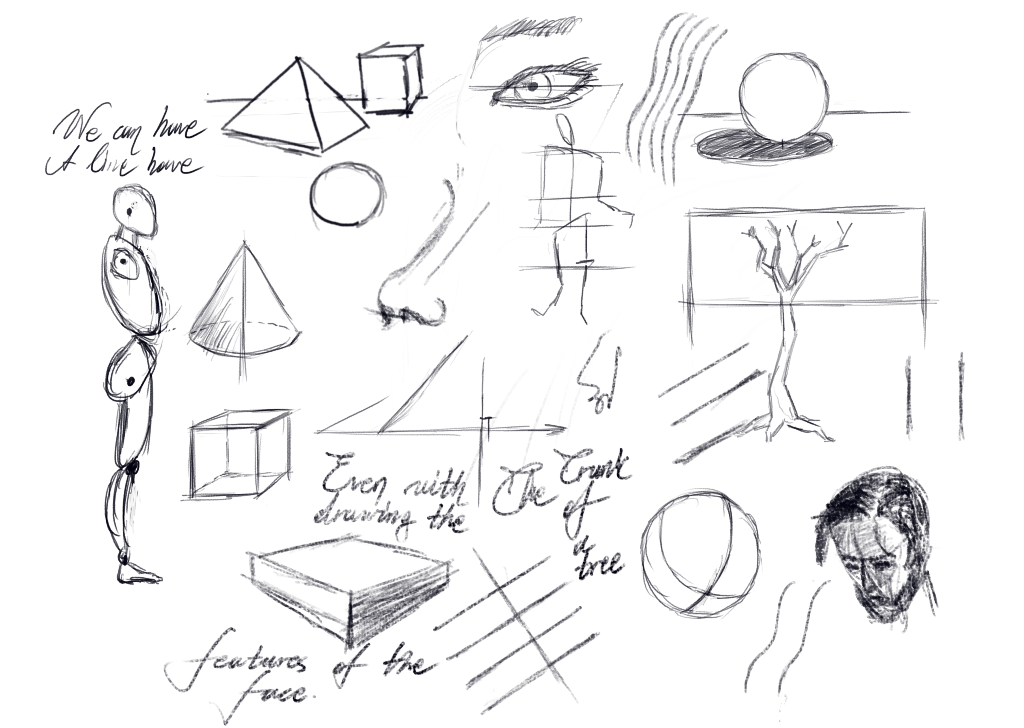 We can have
A line have
Even with
drawing the
The Trunk
of
a
tree
features of the
face.